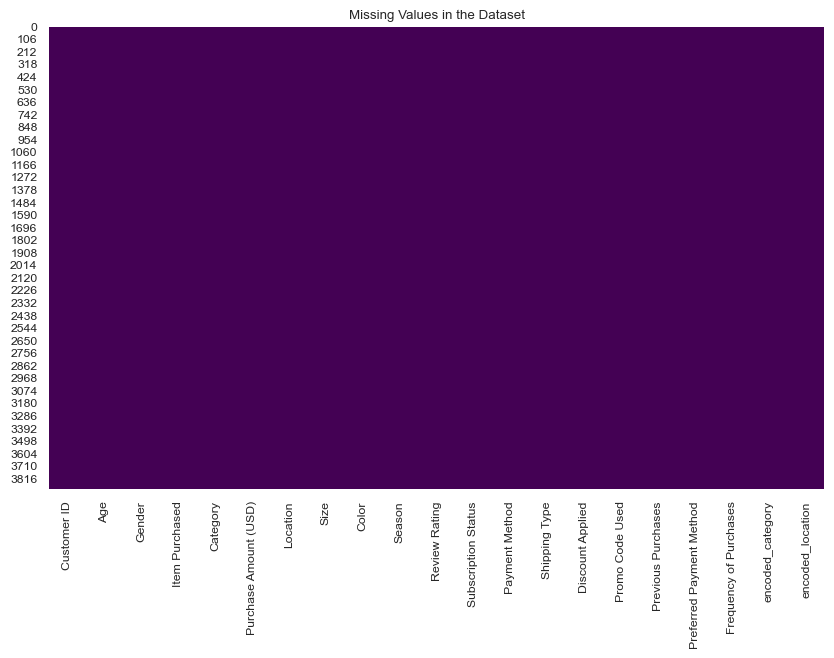 Missing Values in the Dataset
0
106
212
318
424
530
636
742
848
954
1060
1166
1272
1378
1484
1590
1696
1802
1908
2014
2120
2226
2332
2438
2544
2650
2756
2862
2968
3074
3180
3286
3392
3498
3604
3710
3816
Customer ID
Age
Gender
Item Purchased
Category
Purchase Amount (USD)
Location
Size
Color
Season
Review Rating
Subscription Status
Payment Method
Shipping Type
Discount Applied
Promo Code Used
Previous Purchases
Preferred Payment Method
Frequency of Purchases
encoded_category
encoded_location